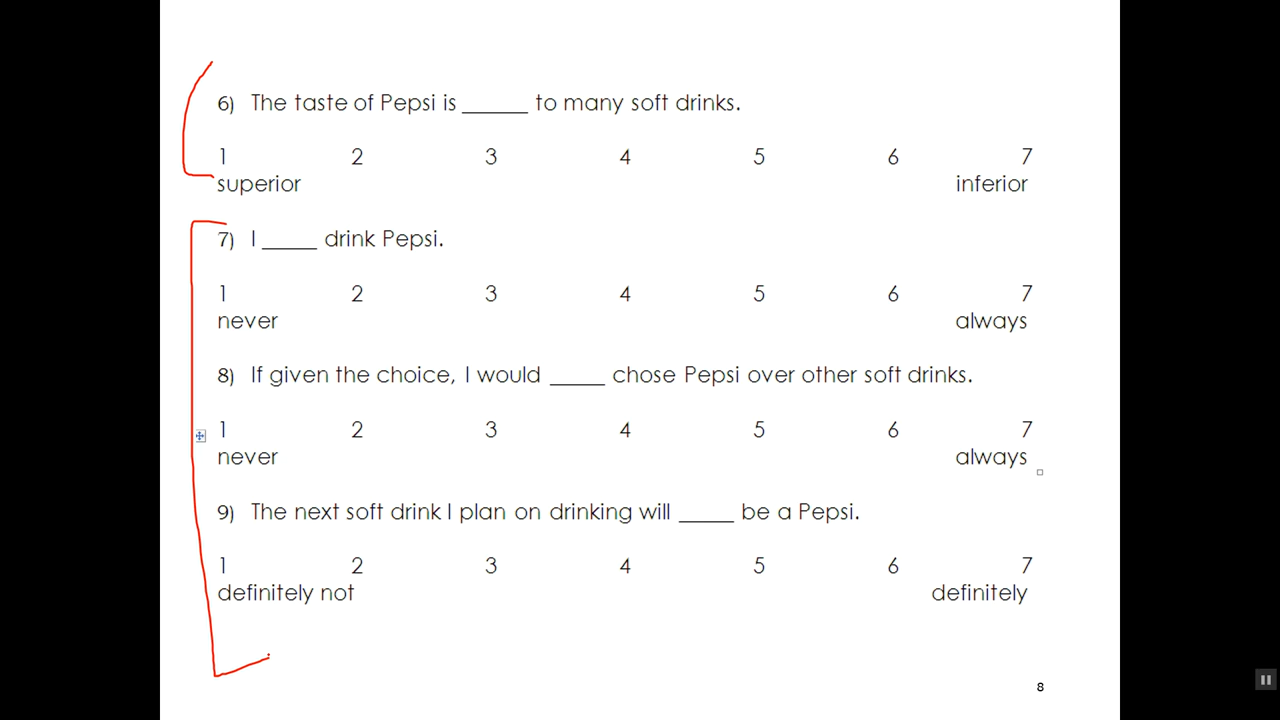 6) The taste of Pepsi is ______ to many soft drinks.
1 2 3 4 5 6 7
superior inferior
7) I _____ drink Pepsi.
1 2 3 4 5 6 7
never always
8) If given the choice, I would _____ chose Pepsi over other soft drinks.
1 2 3 4 5 6 7
never always
9) The next soft drink I plan on drinking will _____ be a Pepsi.
1 2 3 4 5 6 7
definitely not definitely
8